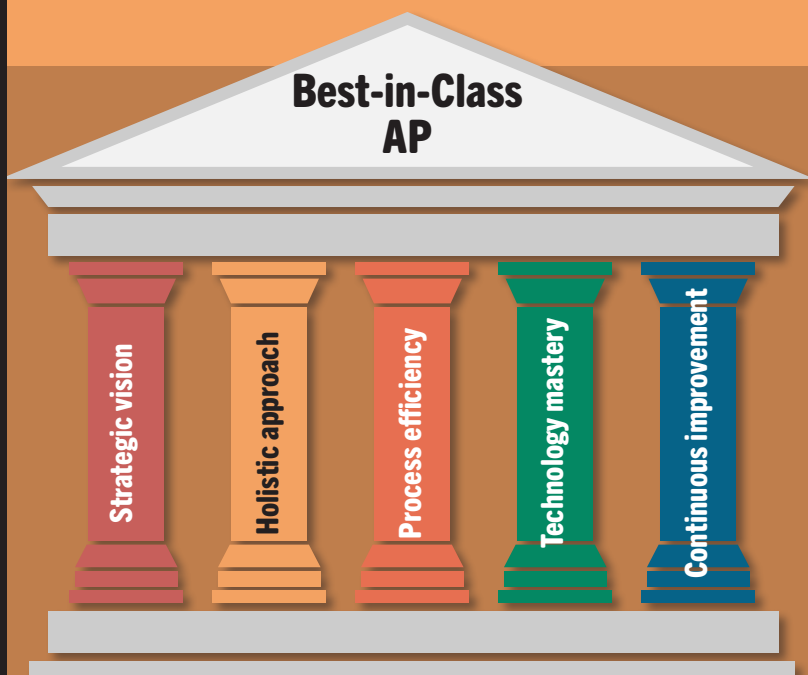 Best-in-Class
AP
Strategic vision
Holistic approach
Process efficiency
Technology mastery
Continuous improvement